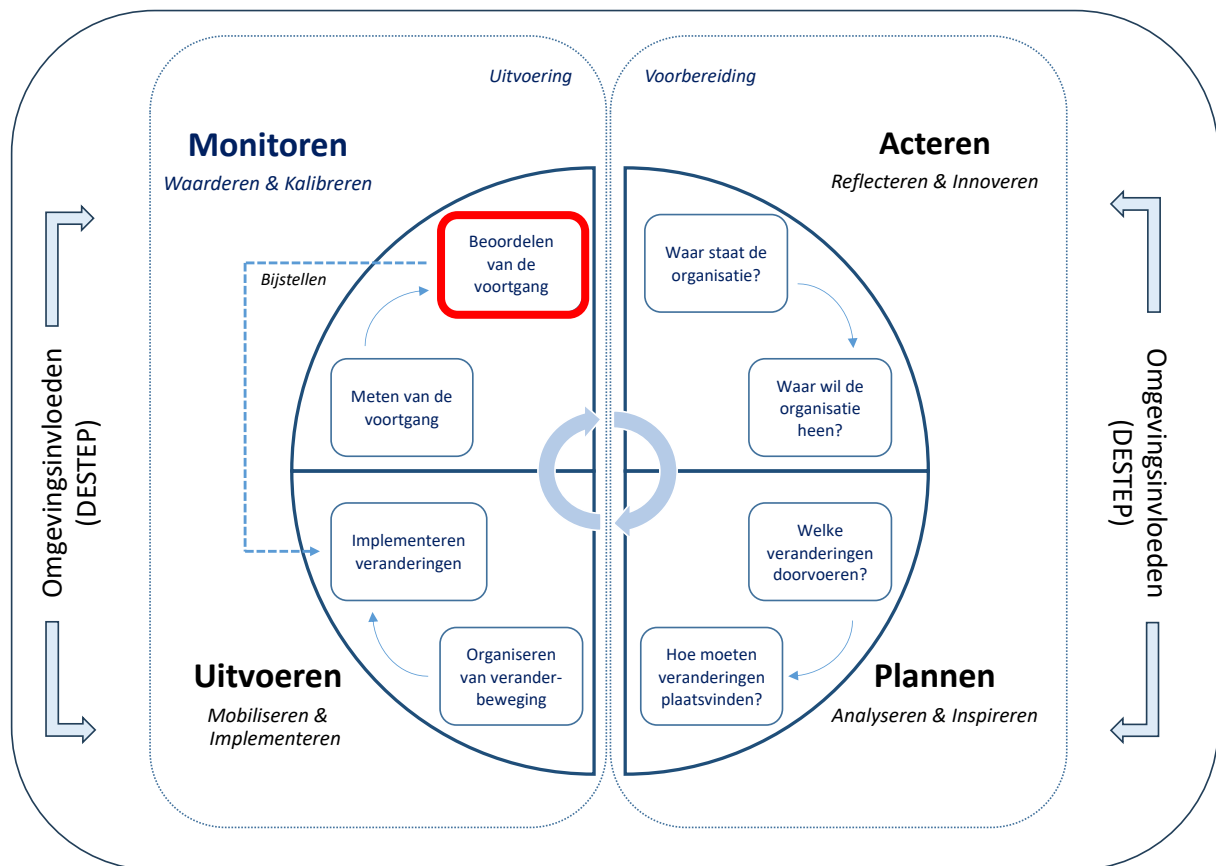 Uitvoering
Voorbereiding
Monitoren
Waarderen & Kalibreren
Acteren
Reflecteren & Innoveren
Beoordelen
van de
voortgang
Waar staat de
organisatie?
Bijstellen
Meten van de
voortgang
Waar wil de
organisatie
heen?
Omgevingsinvloeden
(DESTEP)
Omgevingsinvloeden
(DESTEP)
Implementeren
veranderingen
Welke
veranderingen
doorvoeren?
Organiseren
van verander-
beweging
Hoe moeten
veranderingen
plaatsvinden?
Uitvoeren
Mobiliseren &
Implementeren
Plannen
Analyseren & Inspireren